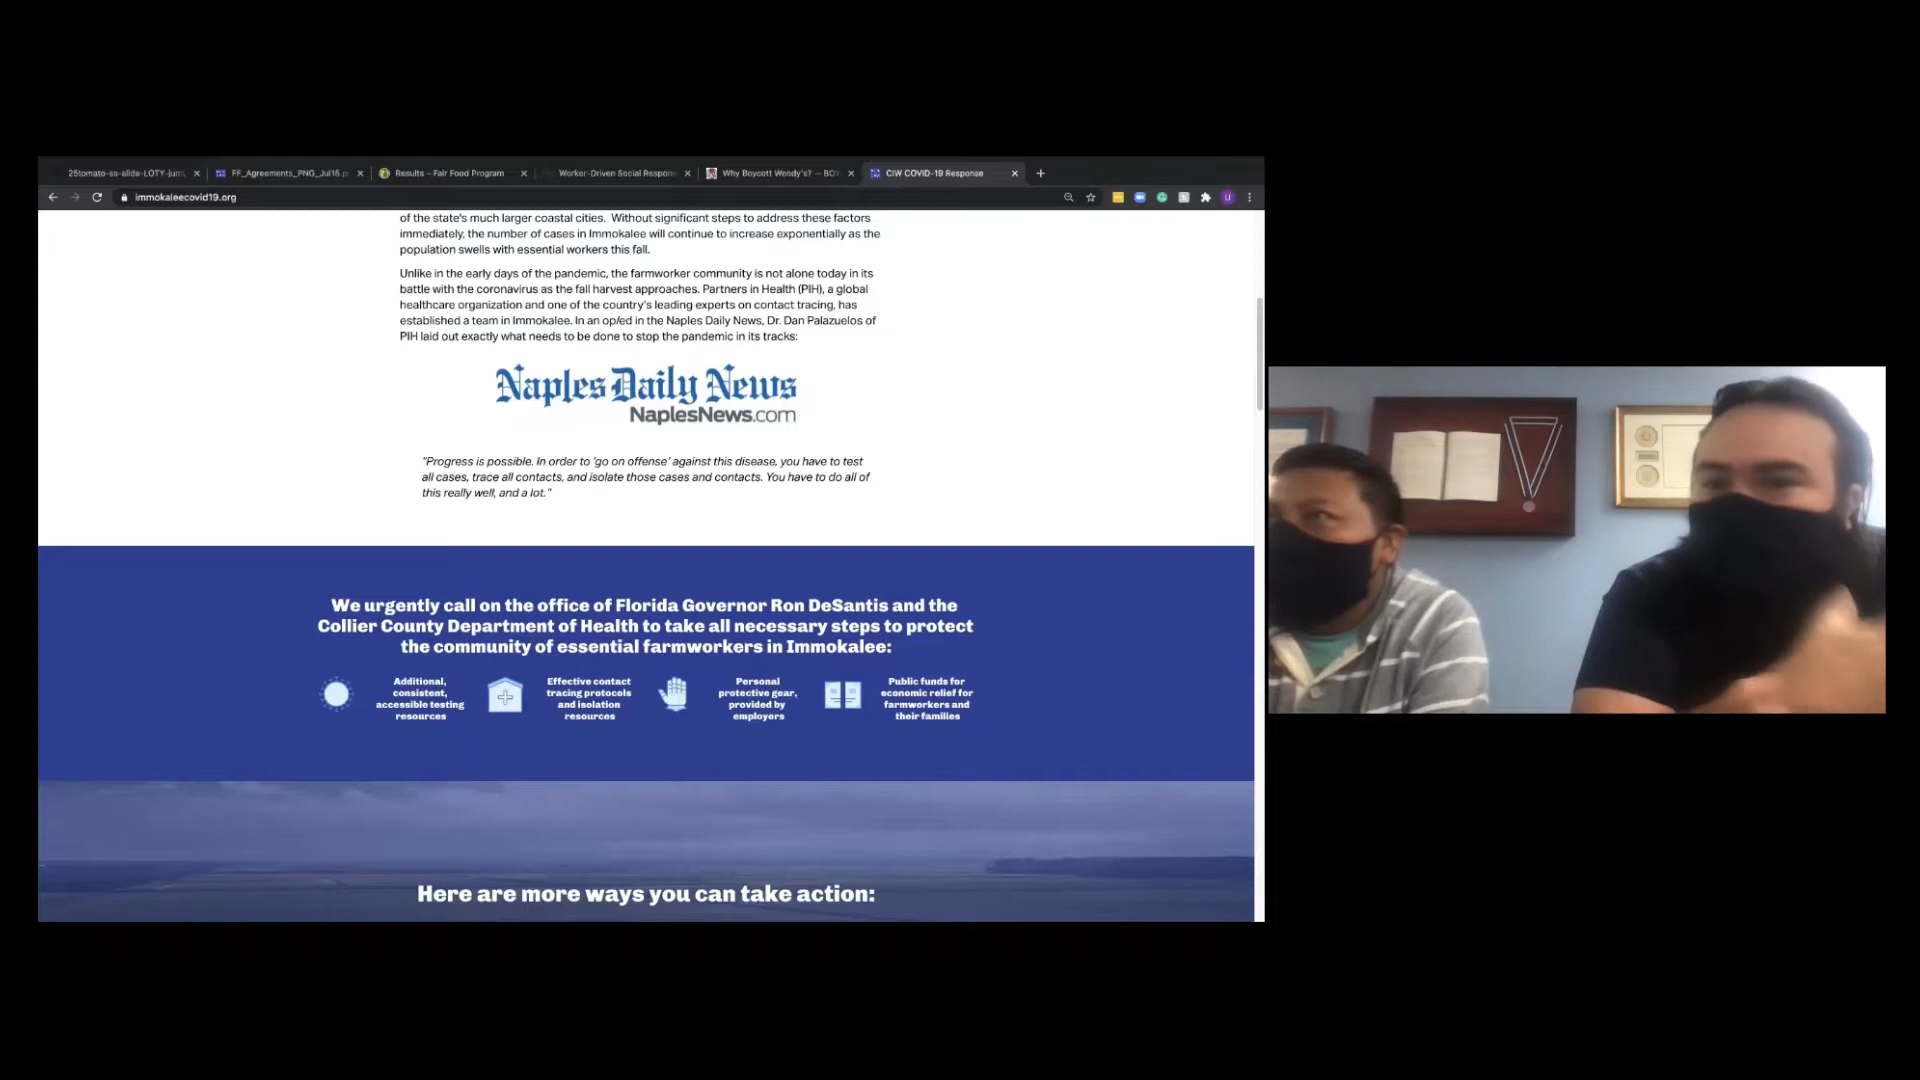 25tomato-ss-slide-LOTY-jum
FF_Agreements_PNG_Jul15.p
Results – Fair Food Program
Worker-Driven Social Respons
Why Boycott Wendy's? — BO
CIW COVID-19 Response
immokaleecovid19.org
U
of the state's much larger coastal cities. Without significant steps to address these factors
immediately, the number of cases in Immokalee will continue to increase exponentially as the
population swells with essential workers this fall.
Unlike in the early days of the pandemic, the farmworker community is not alone today in its
battle with the coronavirus as the fall harvest approaches. Partners in Health (PIH), a global
healthcare organization and one of the country's leading experts on contact tracing, has
established a team in Immokalee. In an op/ed in the Naples Daily News, Dr. Dan Palazuelos of
PIH laid out exactly what needs to be done to stop the pandemic in its tracks:
Naples Daily News
NaplesNews.com
"Progress is possible. In order to 'go on offense' against this disease, you have to test
all cases, trace all contacts, and isolate those cases and contacts. You have to do all of
this really well, and a lot."
We urgently call on the office of Florida Governor Ron DeSantis and the
Collier County Department of Health to take all necessary steps to protect
the community of essential farmworkers in Immokalee:
Additional,
consistent,
accessible testing
resources
Effective contact
tracing protocols
and isolation
resources
Personal
protective gear,
provided by
employers
Public funds for
economic relief for
farmworkers and
their families
Here are more ways you can take action: